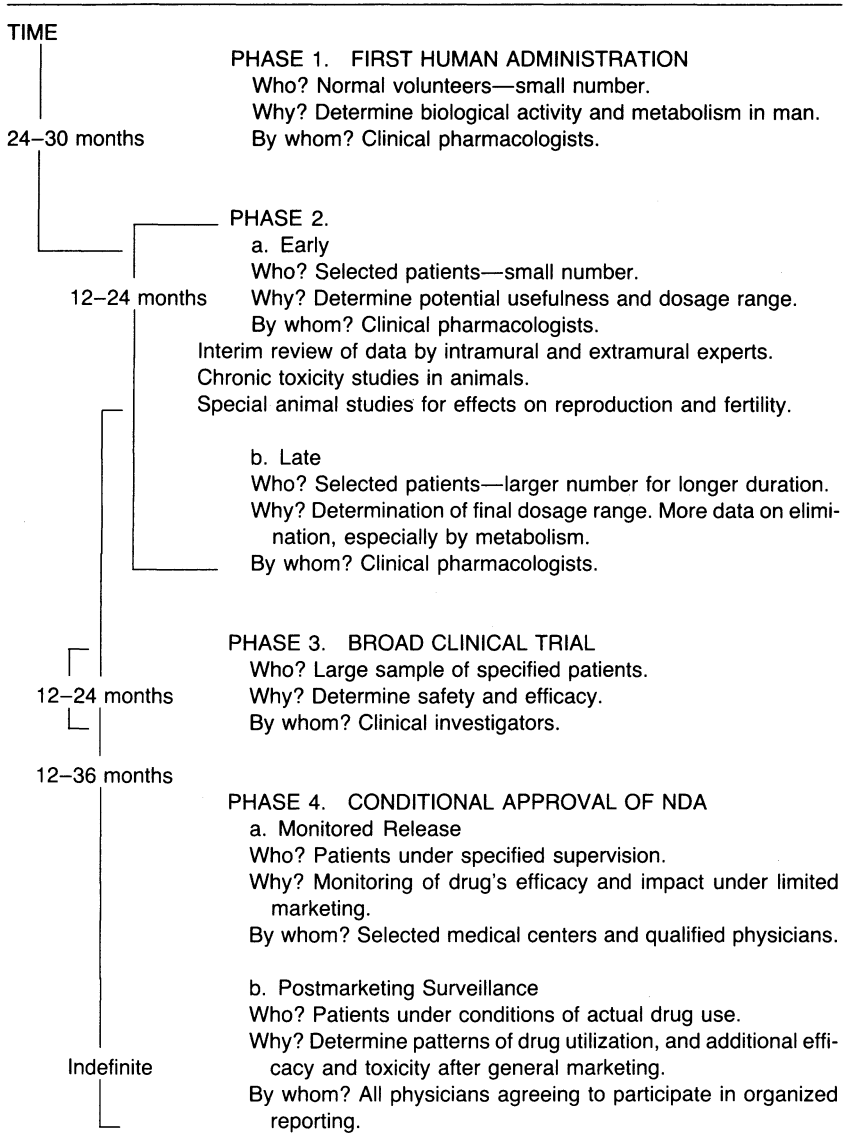 TIME
PHASE 1. FIRST HUMAN ADMINISTRATION
Who? Normal volunteers—small number.
Why? Determine biological activity and metabolism in man.
24–30 months
By whom? Clinical pharmacologists.
PHASE 2.
a. Early
Who? Selected patients—small number.
12–24 months
Why? Determine potential usefulness and dosage range.
By whom? Clinical pharmacologists.
Interim review of data by intramural and extramural experts.
Chronic toxicity studies in animals.
Special animal studies for effects on reproduction and fertility.
b. Late
Who? Selected patients—larger number for longer duration.
Why? Determination of final dosage range. More data on elimi-
nation, especially by metabolism.
By whom? Clinical pharmacologists.
PHASE 3. BROAD CLINICAL TRIAL
Who? Large sample of specified patients.
12–24 months
Why? Determine safety and efficacy.
By whom? Clinical investigators.
12–36 months
PHASE 4. CONDITIONAL APPROVAL OF NDA
a. Monitored Release
Who? Patients under specified supervision.
Why? Monitoring of drug's efficacy and impact under limited
marketing.
By whom? Selected medical centers and qualified physicians.
b. Postmarketing Surveillance
Who? Patients under conditions of actual drug use.
Why? Determine patterns of drug utilization, and additional effi-
Indefinite
cacy and toxicity after general marketing.
By whom? All physicians agreeing to participate in organized
reporting.